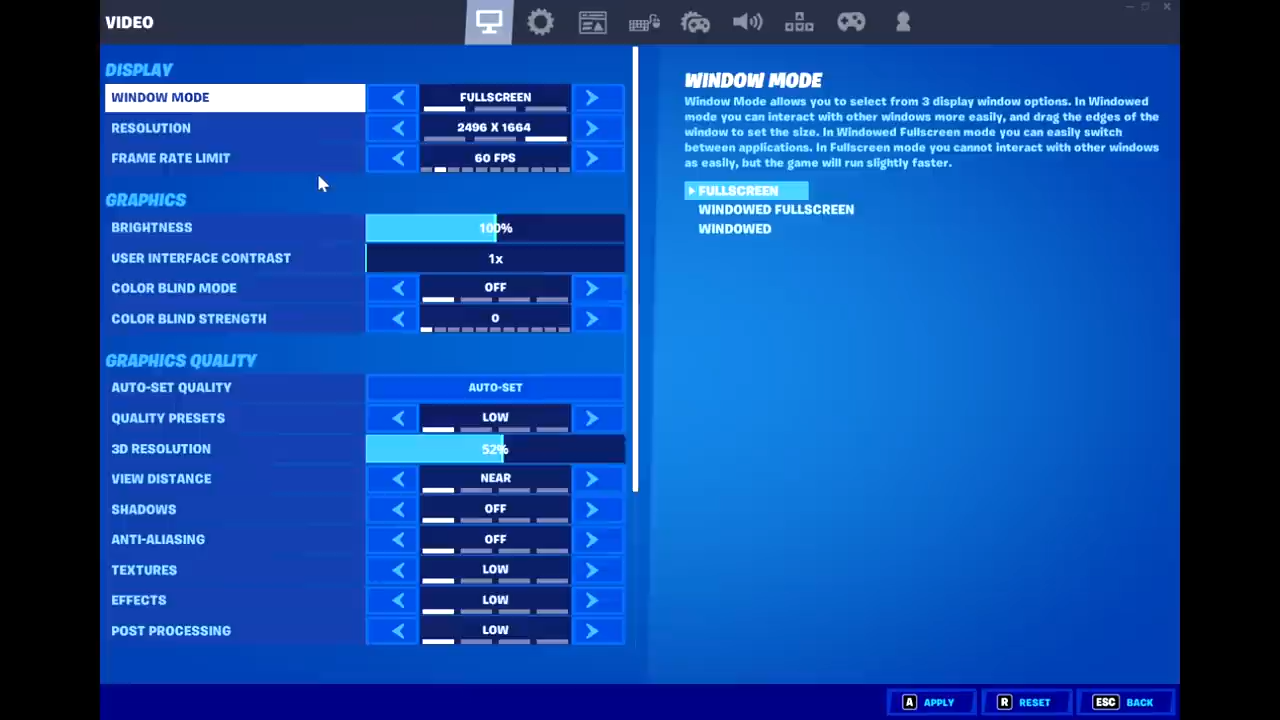 VIDEO
DISPLAY
WINDOW MODE FULLSCREEN
RESOLUTION 2496 X 1664
FRAME RATE LIMIT 60 FPS
GRAPHICS
BRIGHTNESS 100%
USER INTERFACE CONTRAST 1x
COLOR BLIND MODE OFF
COLOR BLIND STRENGTH 0
GRAPHICS QUALITY
AUTO-SET QUALITY AUTO-SET
QUALITY PRESETS LOW
3D RESOLUTION 52%
VIEW DISTANCE NEAR
SHADOWS OFF
ANTI-ALIASING OFF
TEXTURES LOW
EFFECTS LOW
POST PROCESSING LOW
WINDOW MODE
Window Mode allows you to select from 3 display window options. In Windowed
mode you can interact with other windows more easily, and drag the edges of the
window to set the size. In Windowed Fullscreen mode you can easily switch
between applications. In Fullscreen mode you cannot interact with other windows
as easily, but the game will run slightly faster.
FULLSCREEN
WINDOWED FULLSCREEN
WINDOWED
A APPLY R RESET ESC BACK